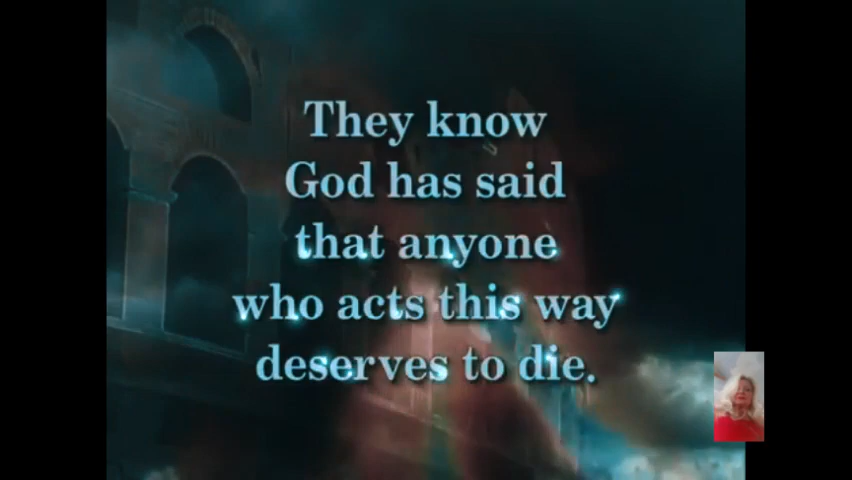 They know
God has said
that anyone
who acts this way
deserves to die.